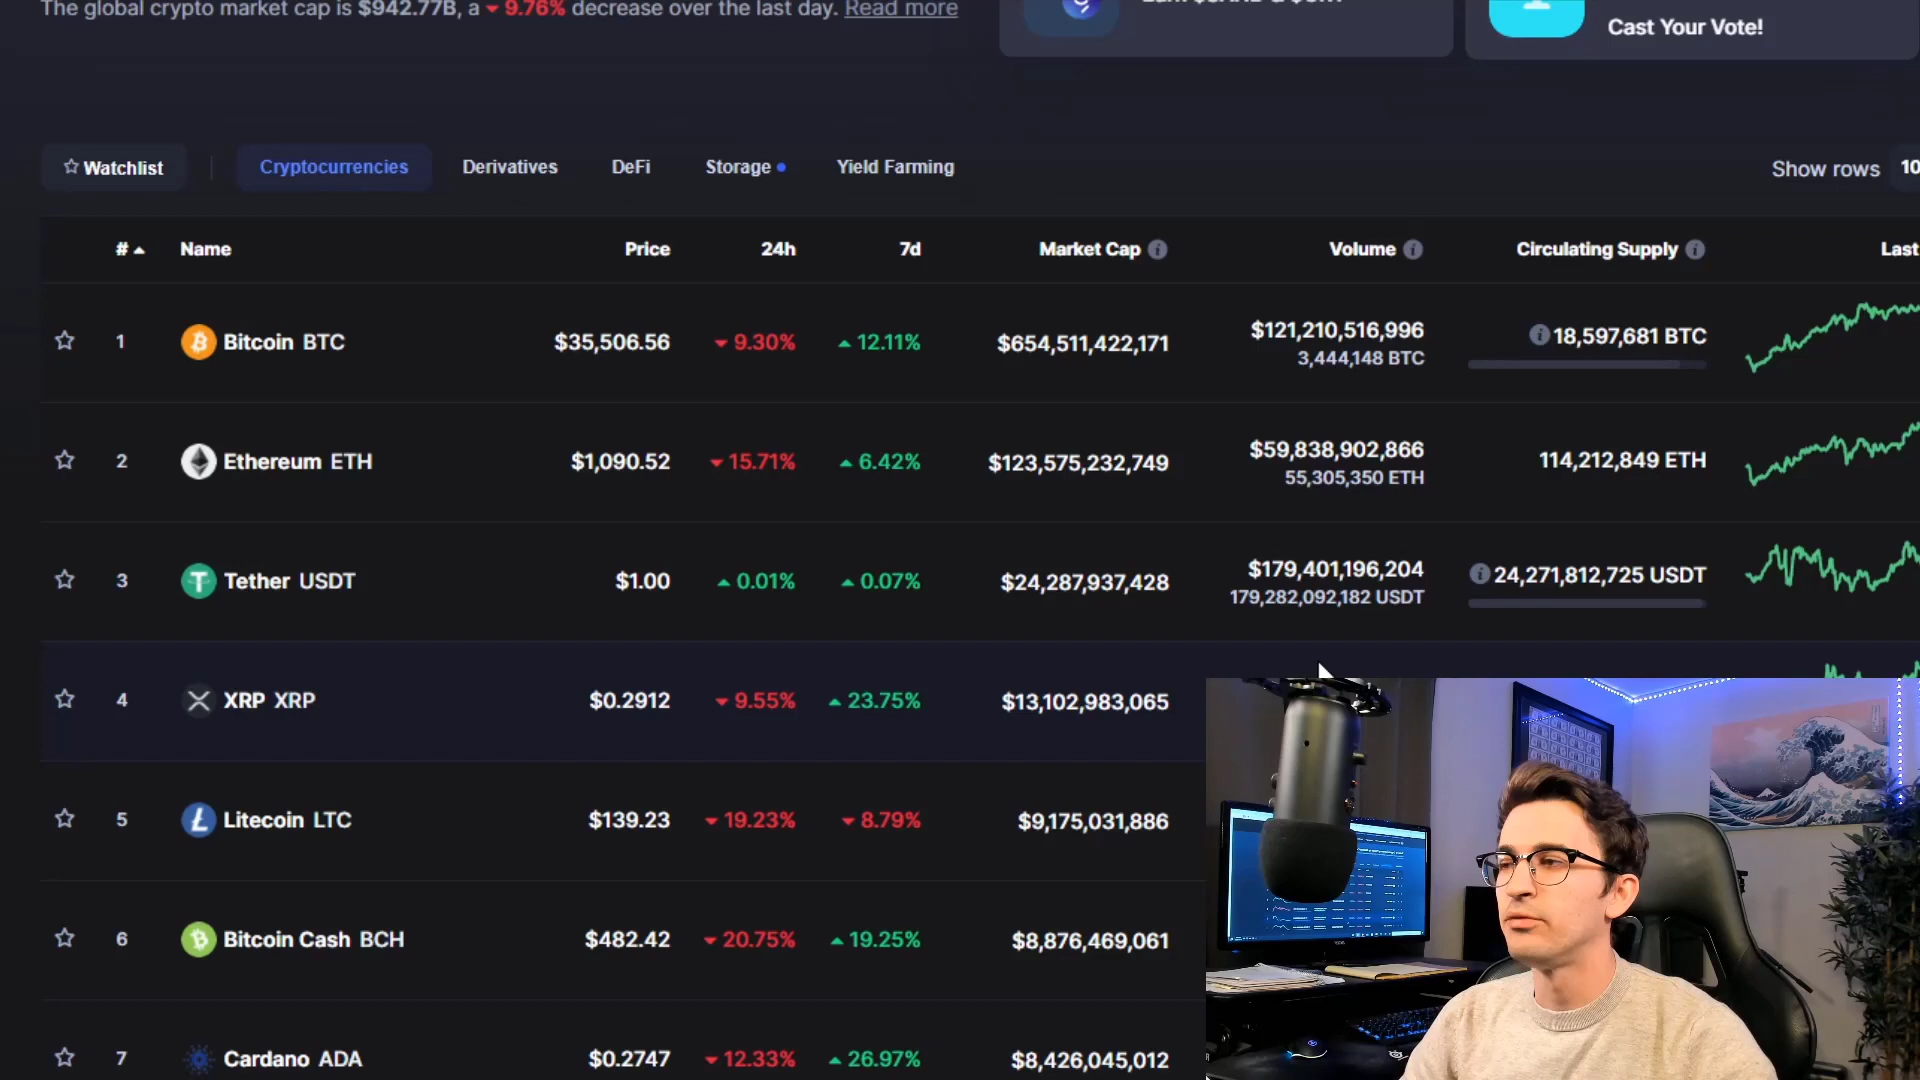 The global crypto market cap is $942.77B, a 9.76% decrease over the last day. Read more
Cast Your Vote!
Watchlist
Cryptocurrencies
Derivatives
DeFi
Storage
Yield Farming
Show rows 10
# Name Price 24h 7d Market Cap Volume Circulating Supply Last
1 Bitcoin BTC $35,506.56 9.30% 12.11% $654,511,422,171 $121,210,516,996 18,597,681 BTC
3,444,148 BTC
2 Ethereum ETH $1,090.52 15.71% 6.42% $123,575,232,749 $59,838,902,866 114,212,849 ETH
55,305,350 ETH
3 Tether USDT $1.00 0.01% 0.07% $24,287,937,428 $179,401,196,204 24,271,812,725 USDT
179,282,092,182 USDT
4 XRP XRP $0.2912 9.55% 23.75% $13,102,983,065
5 Litecoin LTC $139.23 19.23% 8.79% $9,175,031,886
6 Bitcoin Cash BCH $482.42 20.75% 19.25% $8,876,469,061
7 Cardano ADA $0.2747 12.33% 26.97% $8,426,045,012